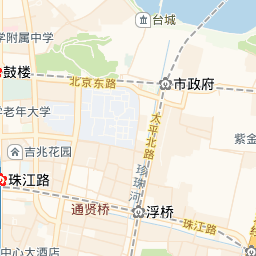 台城
学附属中学
鼓楼
北京东路
市政府
太平北路
学老年大学
紫金
吉兆花园
珍珠河
珠江路
通贤桥
浮桥
珠江路
中心大酒店